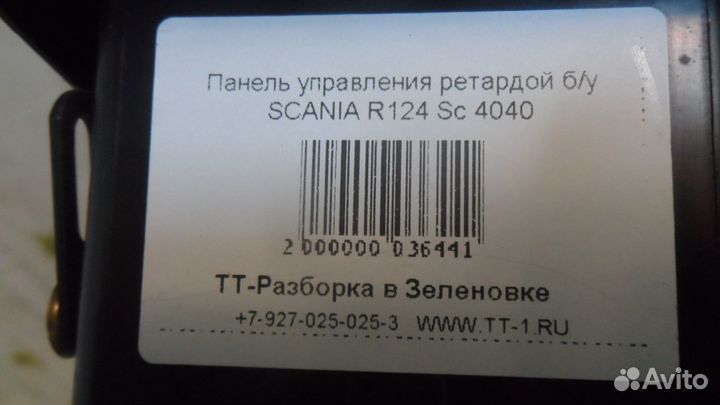 Панель управления ретардой б/у
SCANIA R124 Sc 4040
2 000000 036441
ТТ-Разборка в Зеленовке
+7-927-025-025-3 WWW.TT-1.RU
Avito